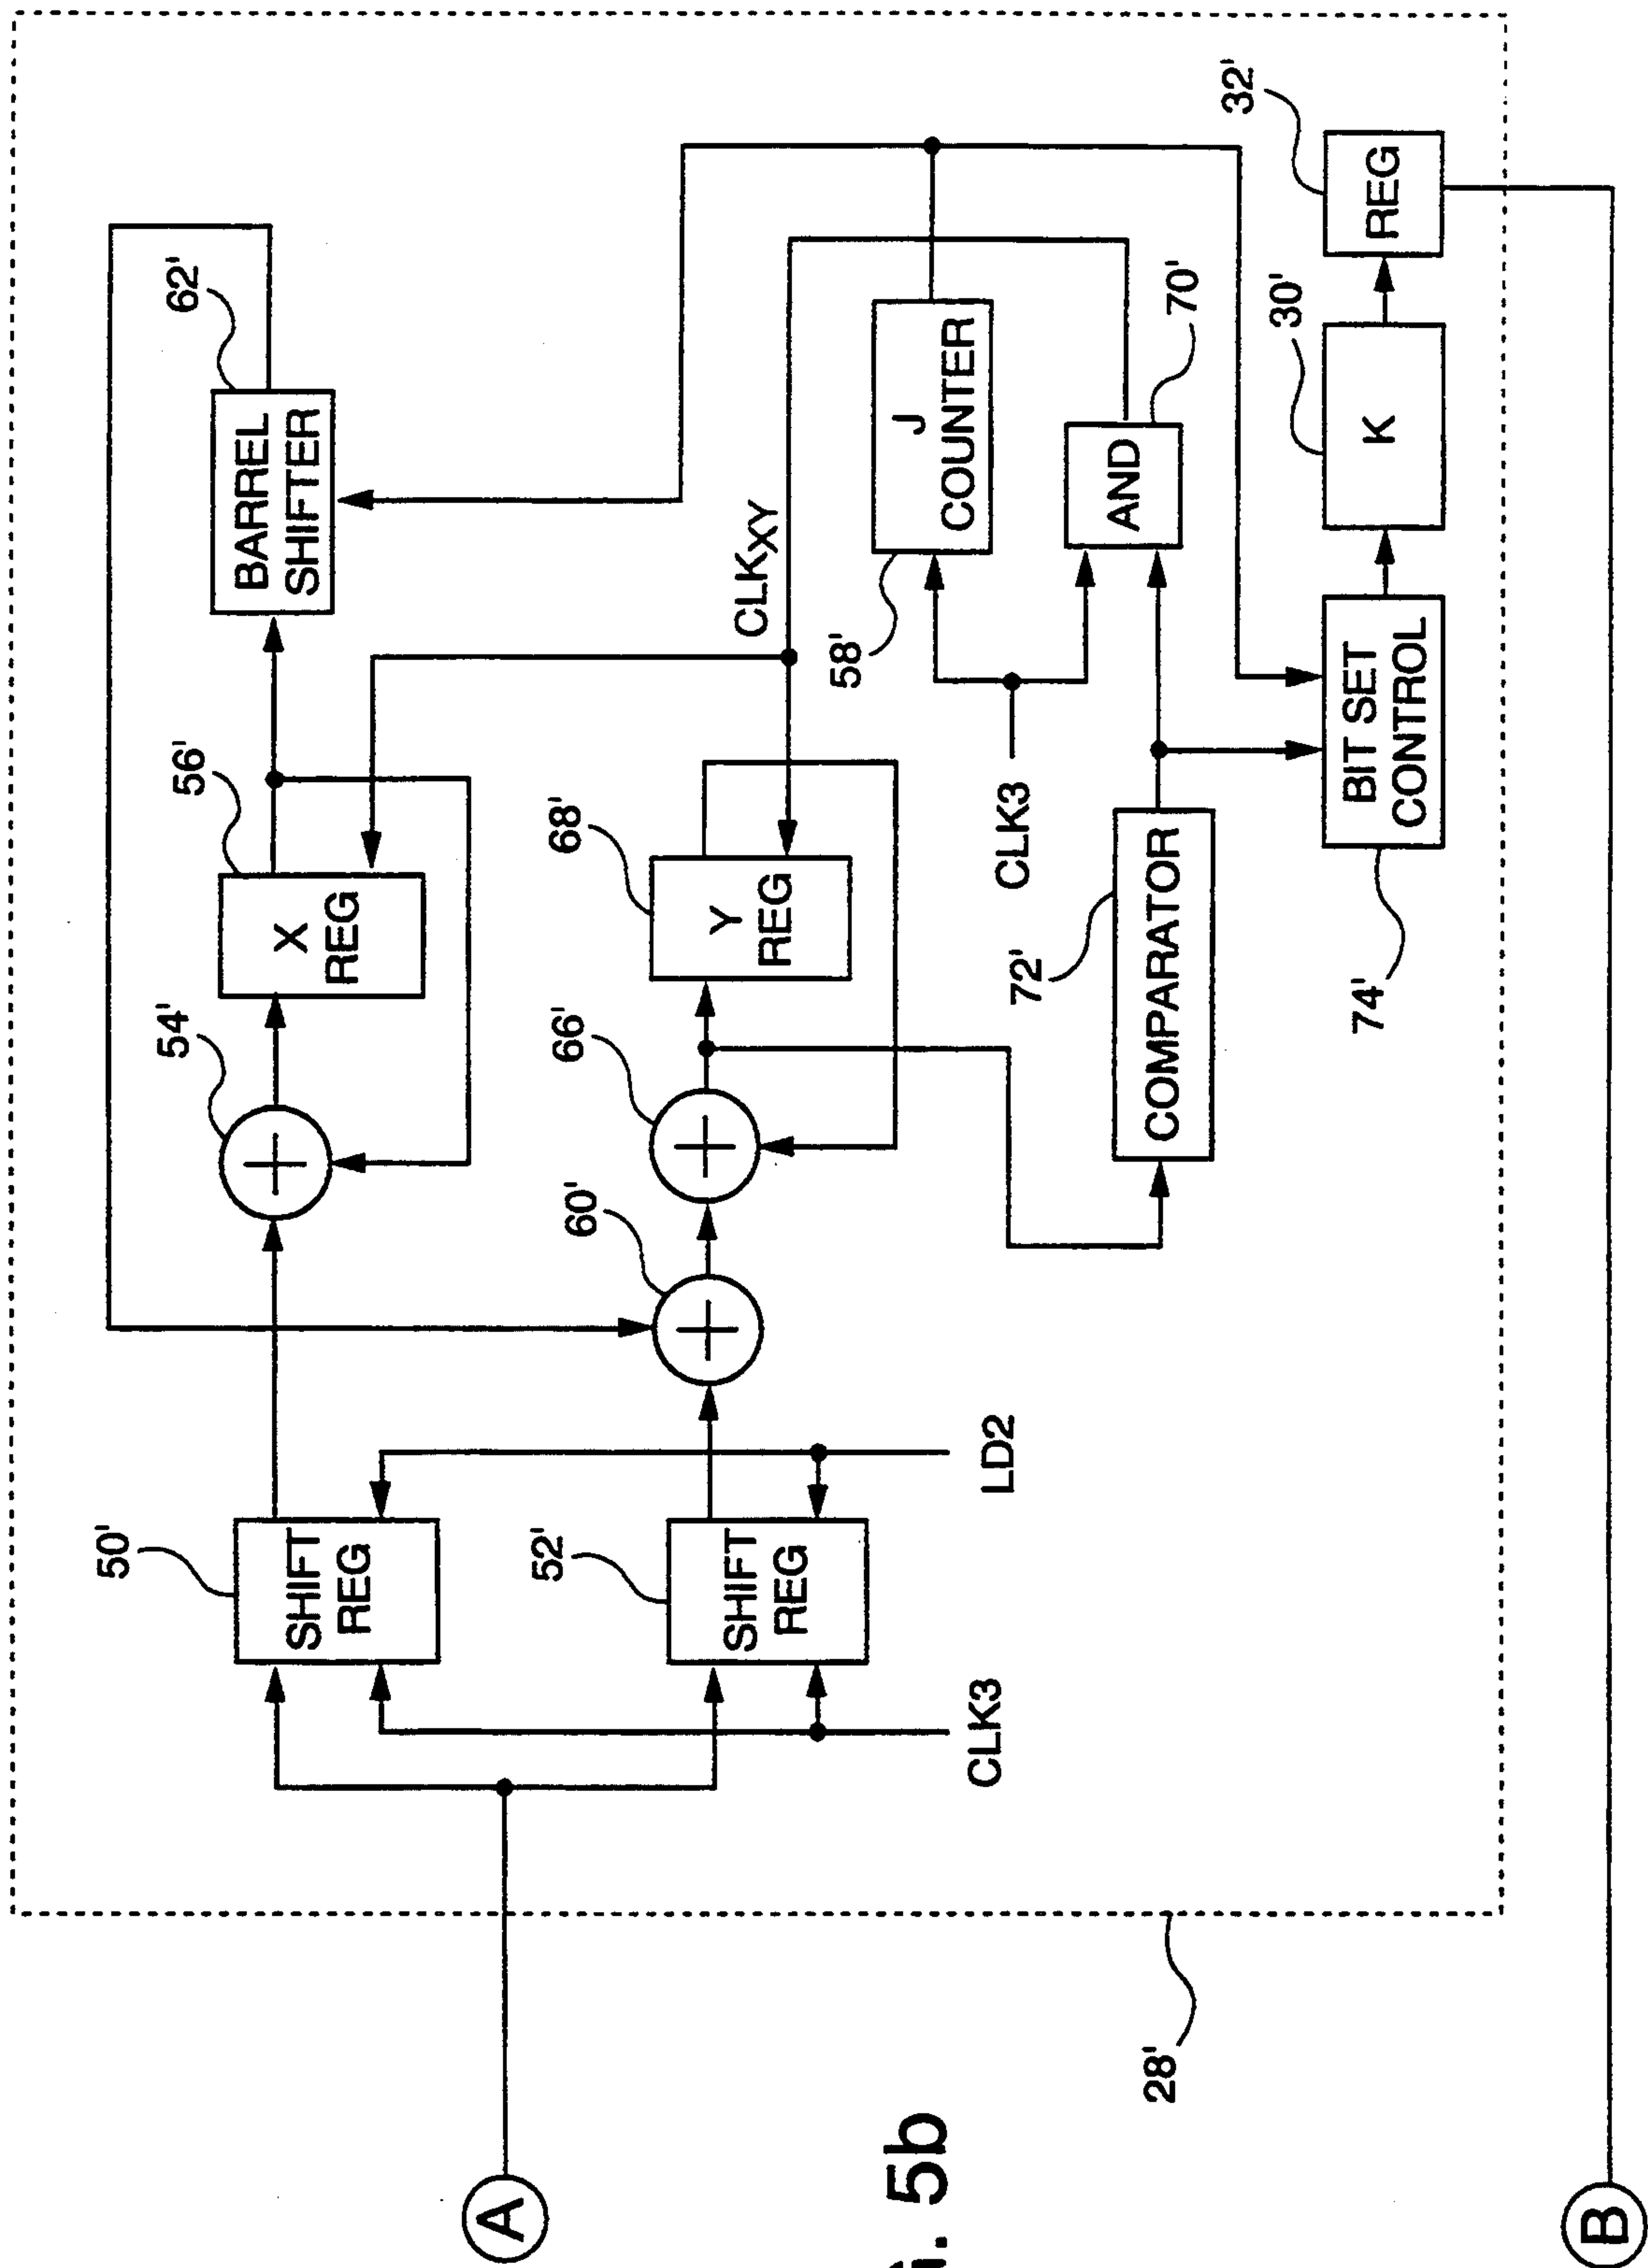 62'
BARREL
SHIFTER
56'
X
REG
54'
50'
SHIFT
REG
32'
REG
CLKXY
68'
Y
REG
66'
60'
52'
SHIFT
REG
J
COUNTER
58'
70'
AND
30'
K
CLK3
72'
COMPARATOR
BIT SET
CONTROL
74'
LD2
CLK3
28'
A
5b
B